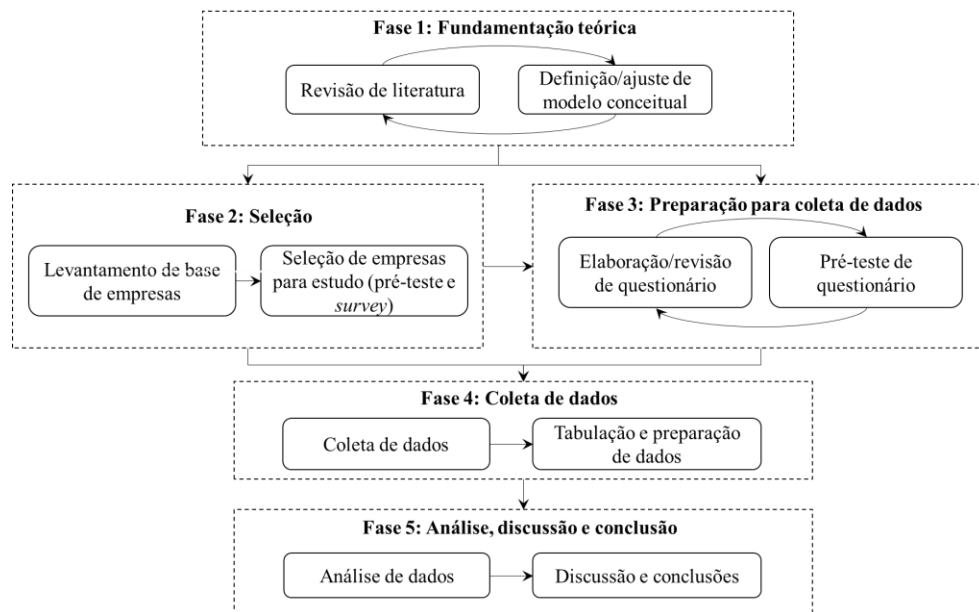 Fase 1: Fundamentação teórica
Revisão de literatura
Definição/ajuste de
modelo conceitual
Fase 2: Seleção
Levantamento de base
de empresas
Seleção de empresas
para estudo (pré-teste e
survey)
Fase 3: Preparação para coleta de dados
Elaboração/revisão
de questionário
Pré-teste de
questionário
Fase 4: Coleta de dados
Coleta de dados
Tabulação e preparação
de dados
Fase 5: Análise, discussão e conclusão
Análise de dados
Discussão e conclusões